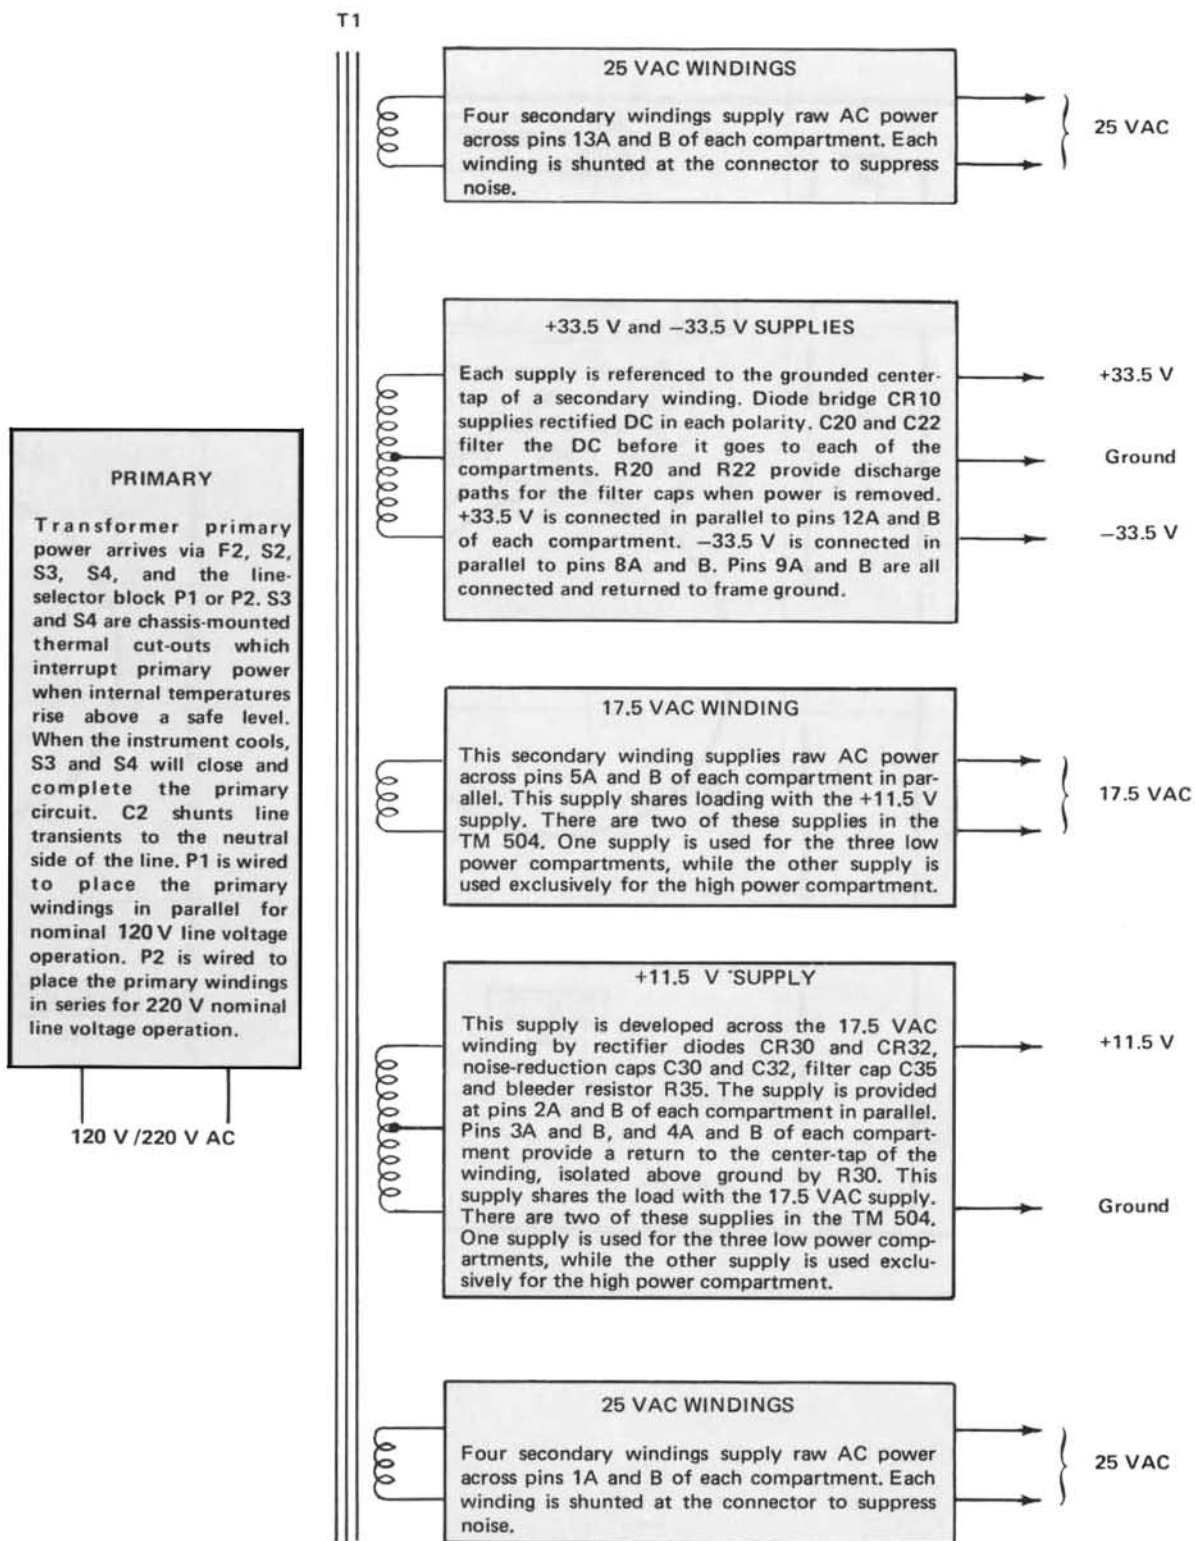 T1
25 VAC WINDINGS
Four secondary windings supply raw AC power
across pins 13A and B of each compartment. Each
winding is shunted at the connector to suppress
noise.
25 VAC
+33.5 V and −33.5 V SUPPLIES
Each supply is referenced to the grounded center-
tap of a secondary winding. Diode bridge CR10
supplies rectified DC in each polarity. C20 and C22
filter the DC before it goes to each of the
compartments. R20 and R22 provide discharge
paths for the filter caps when power is removed.
+33.5 V is connected in parallel to pins 12A and B
of each compartment. −33.5 V is connected in
parallel to pins 8A and B. Pins 9A and B are all
connected and returned to frame ground.
+33.5 V
Ground
−33.5 V
PRIMARY
Transformer primary
power arrives via F2, S2,
S3, S4, and the line-
selector block P1 or P2. S3
and S4 are chassis-mounted
thermal cut-outs which
interrupt primary power
when internal temperatures
rise above a safe level.
When the instrument cools,
S3 and S4 will close and
complete the primary
circuit. C2 shunts line
transients to the neutral
side of the line. P1 is wired
to place the primary
windings in parallel for
nominal 120 V line voltage
operation. P2 is wired to
place the primary windings
in series for 220 V nominal
line voltage operation.
120 V/220 V AC
17.5 VAC WINDING
This secondary winding supplies raw AC power
across pins 5A and B of each compartment in par-
allel. This supply shares loading with the +11.5 V
supply. There are two of these supplies in the
TM 504. One supply is used for the three low
power compartments, while the other supply is
used exclusively for the high power compartment.
17.5 VAC
+11.5 V SUPPLY
This supply is developed across the 17.5 VAC
winding by rectifier diodes CR30 and CR32,
noise-reduction caps C30 and C32, filter cap C35
and bleeder resistor R35. The supply is provided
at pins 2A and B of each compartment in parallel.
Pins 3A and B, and 4A and B of each compart-
ment provide a return to the center-tap of the
winding, isolated above ground by R30. This
supply shares the load with the 17.5 VAC supply.
There are two of these supplies in the TM 504.
One supply is used for the three low power comp-
artments, while the other supply is used exclu-
sively for the high power compartment.
+11.5 V
Ground
25 VAC WINDINGS
Four secondary windings supply raw AC power
across pins 1A and B of each compartment. Each
winding is shunted at the connector to suppress
noise.
25 VAC